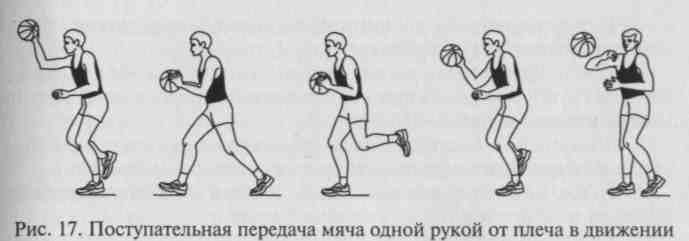 Рис. 17. Поступательная передача мяча одной рукой от плеча в движении